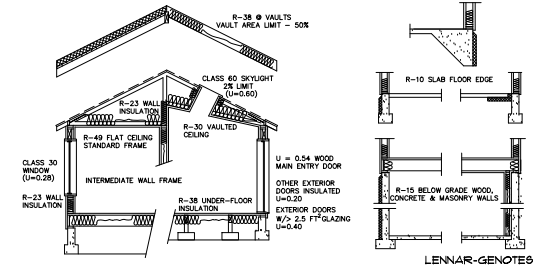 R-38 @ VAULTS
VAULT AREA LIMIT - 50%
CLASS 60 SKYLIGHT
2% LIMIT
(U=0.60)
R-23 WALL
INSULATION
R-30 VAULTED
CEILING
R-49 FLAT CEILING
STANDARD FRAME
CLASS 30
WINDOW
(U=0.28)
INTERMEDIATE WALL FRAME
R-23 WALL
INSULATION
R-38 UNDER-FLOOR
INSULATION
U = 0.54 WOOD
MAIN ENTRY DOOR
OTHER EXTERIOR
DOORS INSULATED
U=0.20
EXTERIOR DOORS
W/> 2.5 FT² GLAZING
U=0.40
R-10 SLAB FLOOR EDGE
R-15 BELOW GRADE WOOD,
CONCRETE & MASONRY WALLS
LENNAR-GENOTES